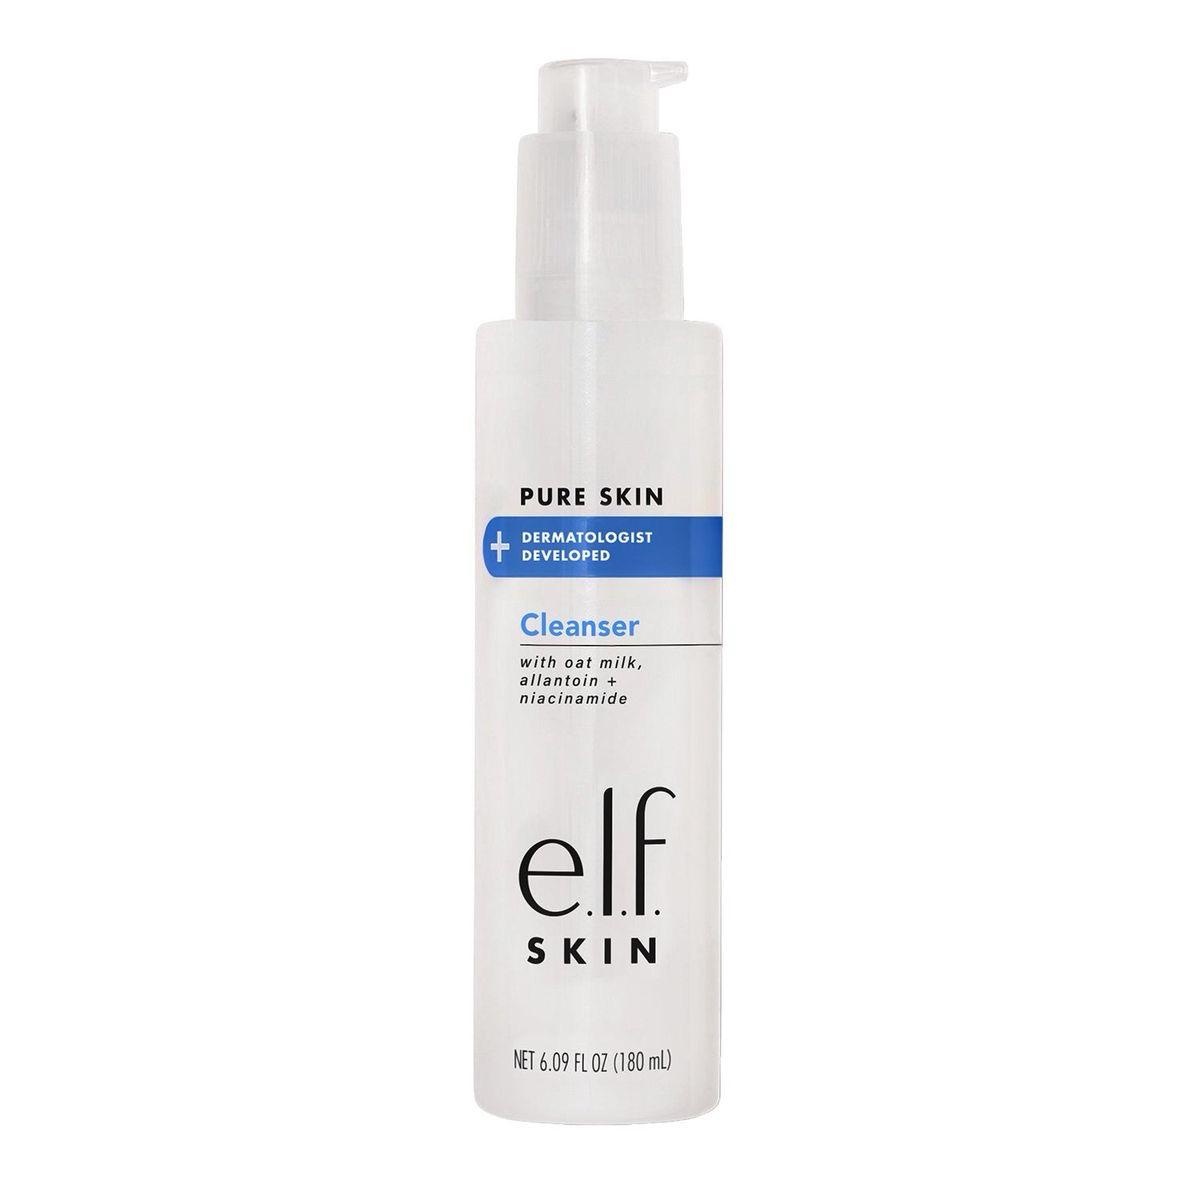 PURE SKIN
+ DERMATOLOGIST
DEVELOPED
Cleanser
with oat milk,
allantoin +
niacinamide
e.l.f.
SKIN
NET 6.09 FL OZ (180 mL)